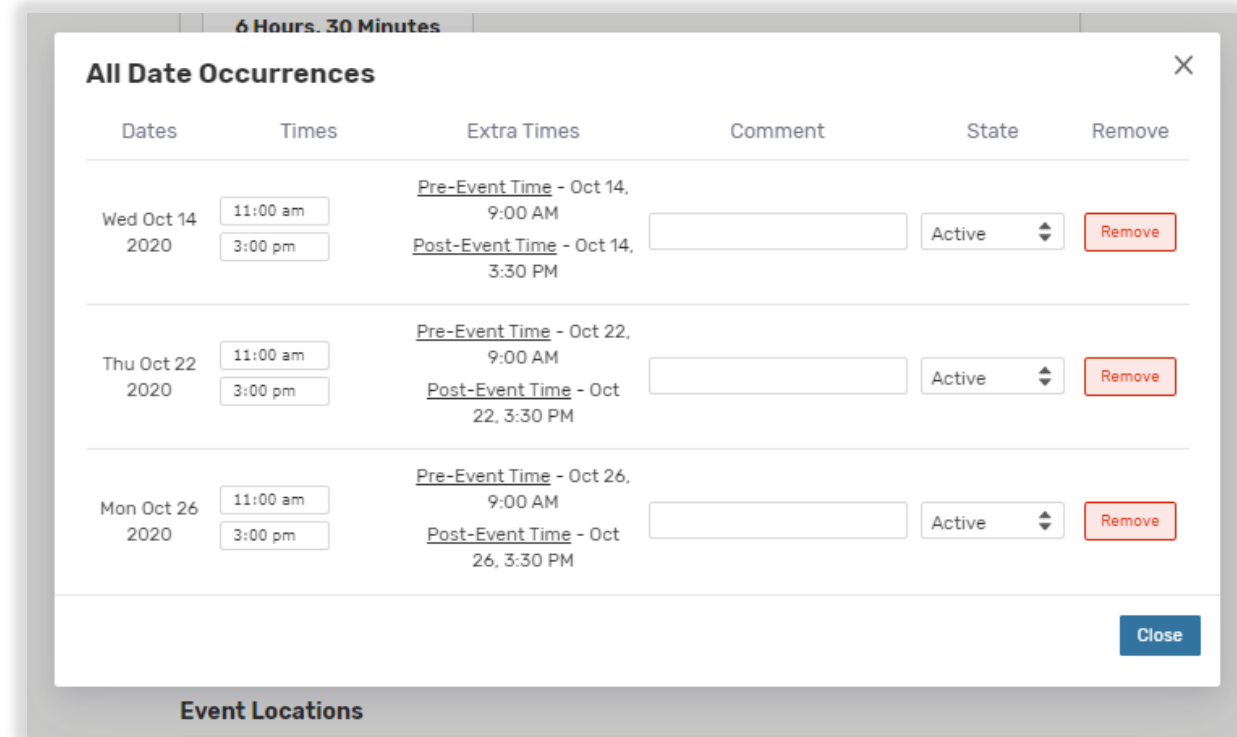 6 Hours, 30 Minutes
All Date Occurrences
Dates Times Extra Times Comment State Remove
Wed Oct 14
2020
11:00 am
3:00 pm
Pre-Event Time - Oct 14,
9:00 AM
Post-Event Time - Oct 14,
3:30 PM
Active
Remove
Thu Oct 22
2020
11:00 am
3:00 pm
Pre-Event Time - Oct 22,
9:00 AM
Post-Event Time - Oct
22, 3:30 PM
Active
Remove
Mon Oct 26
2020
11:00 am
3:00 pm
Pre-Event Time - Oct 26,
9:00 AM
Post-Event Time - Oct
26, 3:30 PM
Active
Remove
Close
Event Locations